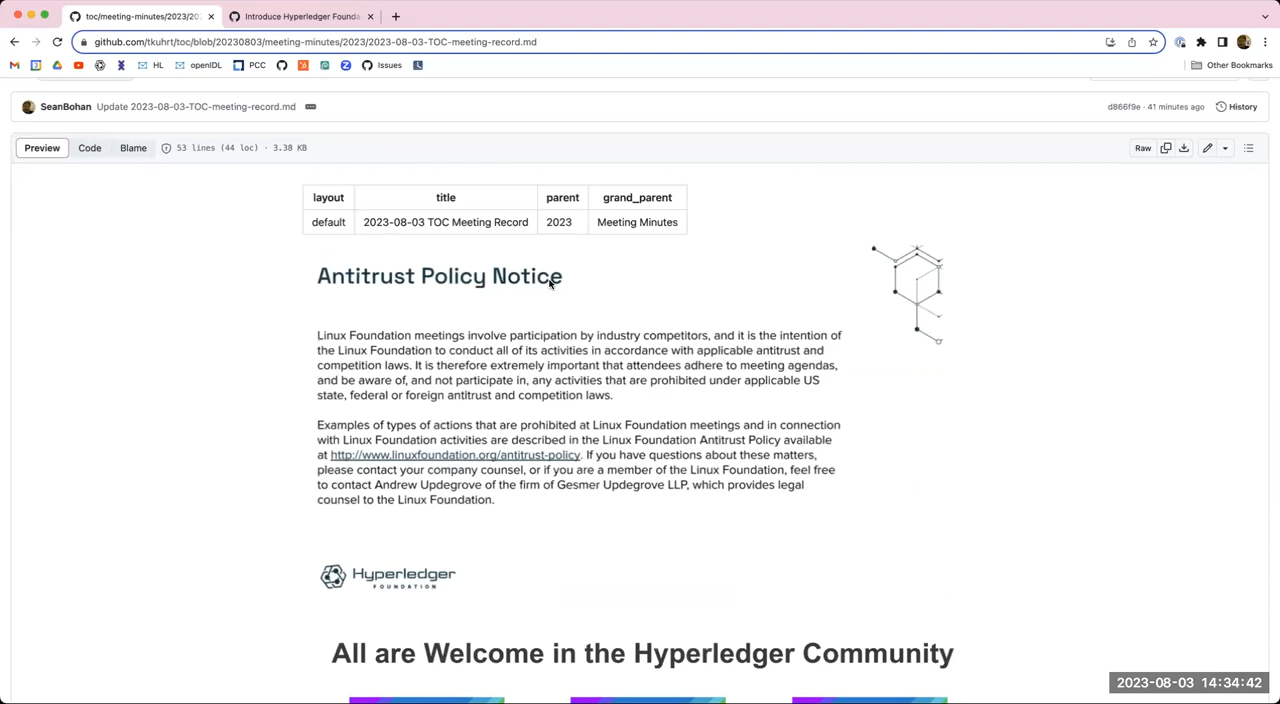 toc/meeting-minutes/2023/20
Introduce Hyperledger Founda
github.com/tkuhrt/toc/blob/20230803/meeting-minutes/2023/2023-08-03-TOC-meeting-record.md
HL
openIDL
PCC
Issues
Other Bookmarks
SeanBohan Update 2023-08-03-TOC-meeting-record.md
d866f9e · 41 minutes ago
History
Preview
Code
Blame
53 lines (44 loc) · 3.38 KB
Raw
layout title parent grand_parent
default 2023-08-03 TOC Meeting Record 2023 Meeting Minutes
Antitrust Policy Notice
Linux Foundation meetings involve participation by industry competitors, and it is the intention of
the Linux Foundation to conduct all of its activities in accordance with applicable antitrust and
competition laws. It is therefore extremely important that attendees adhere to meeting agendas,
and be aware of, and not participate in, any activities that are prohibited under applicable US
state, federal or foreign antitrust and competition laws.
Examples of types of actions that are prohibited at Linux Foundation meetings and in connection
with Linux Foundation activities are described in the Linux Foundation Antitrust Policy available
at http://www.linuxfoundation.org/antitrust-policy. If you have questions about these matters,
please contact your company counsel, or if you are a member of the Linux Foundation, feel free
to contact Andrew Updegrove of the firm of Gesmer Updegrove LLP, which provides legal
counsel to the Linux Foundation.
Hyperledger
FOUNDATION
All are Welcome in the Hyperledger Community
2023-08-03 14:34:42